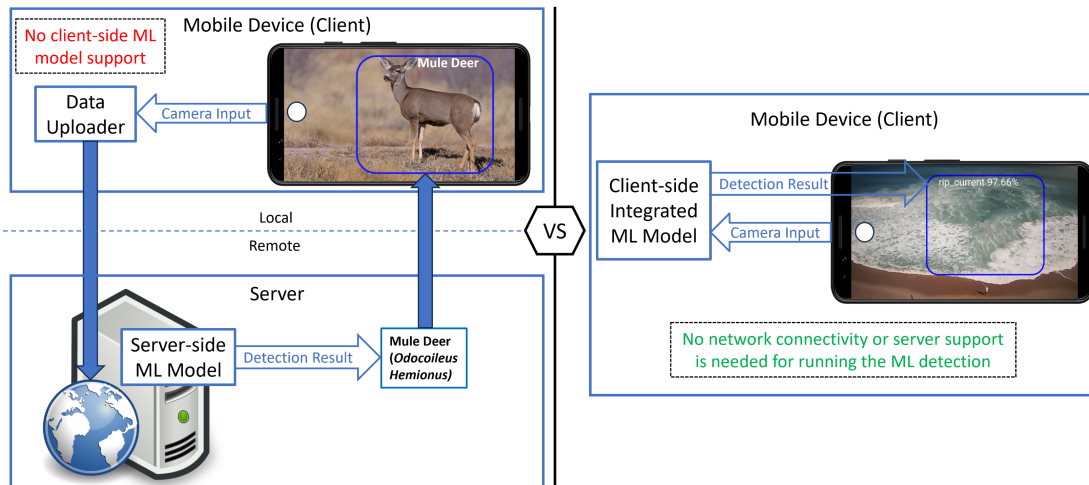 Mobile Device (Client)
No client-side ML
model support
Mule Deer
Data
Uploader
Camera Input
Local
Remote
Server
Server-side
ML Model
Detection Result
Mule Deer
(Odocoileus
Hemionus)
VS
Mobile Device (Client)
Client-side
Integrated
ML Model
Detection Result
Camera Input
rip_current 97.66%
No network connectivity or server support
is needed for running the ML detection